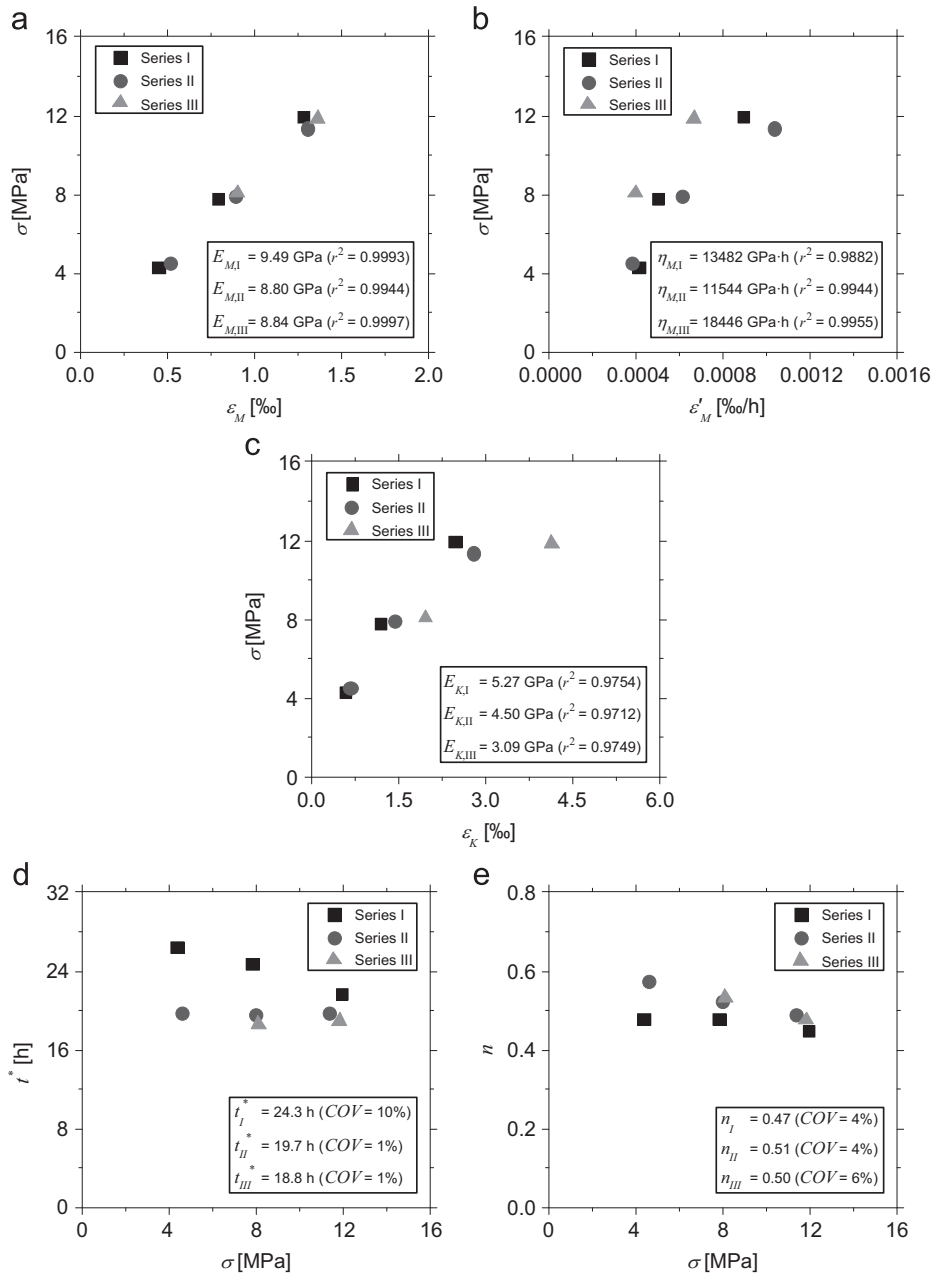 a
16
12
8
4
0
σ [MPa]
Series I
Series II
Series III
E_M,I = 9.49 GPa (r² = 0.9993)
E_M,II = 8.80 GPa (r² = 0.9944)
E_M,III = 8.84 GPa (r² = 0.9997)
0.0 0.5 1.0 1.5 2.0
ε_M [‰]
b
16
12
8
4
0
σ [MPa]
Series I
Series II
Series III
η_M,I = 13482 GPa·h (r² = 0.9882)
η_M,II = 11544 GPa·h (r² = 0.9944)
η_M,III = 18446 GPa·h (r² = 0.9955)
0.0000 0.0004 0.0008 0.0012 0.0016
ε′_M [‰/h]
c
16
12
8
4
0
σ [MPa]
Series I
Series II
Series III
E_K,I = 5.27 GPa (r² = 0.9754)
E_K,II = 4.50 GPa (r² = 0.9712)
E_K,III = 3.09 GPa (r² = 0.9749)
0.0 1.5 3.0 4.5 6.0
ε_K [‰]
d
32
24
16
8
0
t* [h]
Series I
Series II
Series III
t_I* = 24.3 h (COV = 10%)
t_II* = 19.7 h (COV = 1%)
t_III* = 18.8 h (COV = 1%)
0 4 8 12 16
σ [MPa]
e
0.8
0.6
0.4
0.2
0.0
n
Series I
Series II
Series III
n_I = 0.47 (COV = 4%)
n_II = 0.51 (COV = 4%)
n_III = 0.50 (COV = 6%)
0 4 8 12 16
σ [MPa]